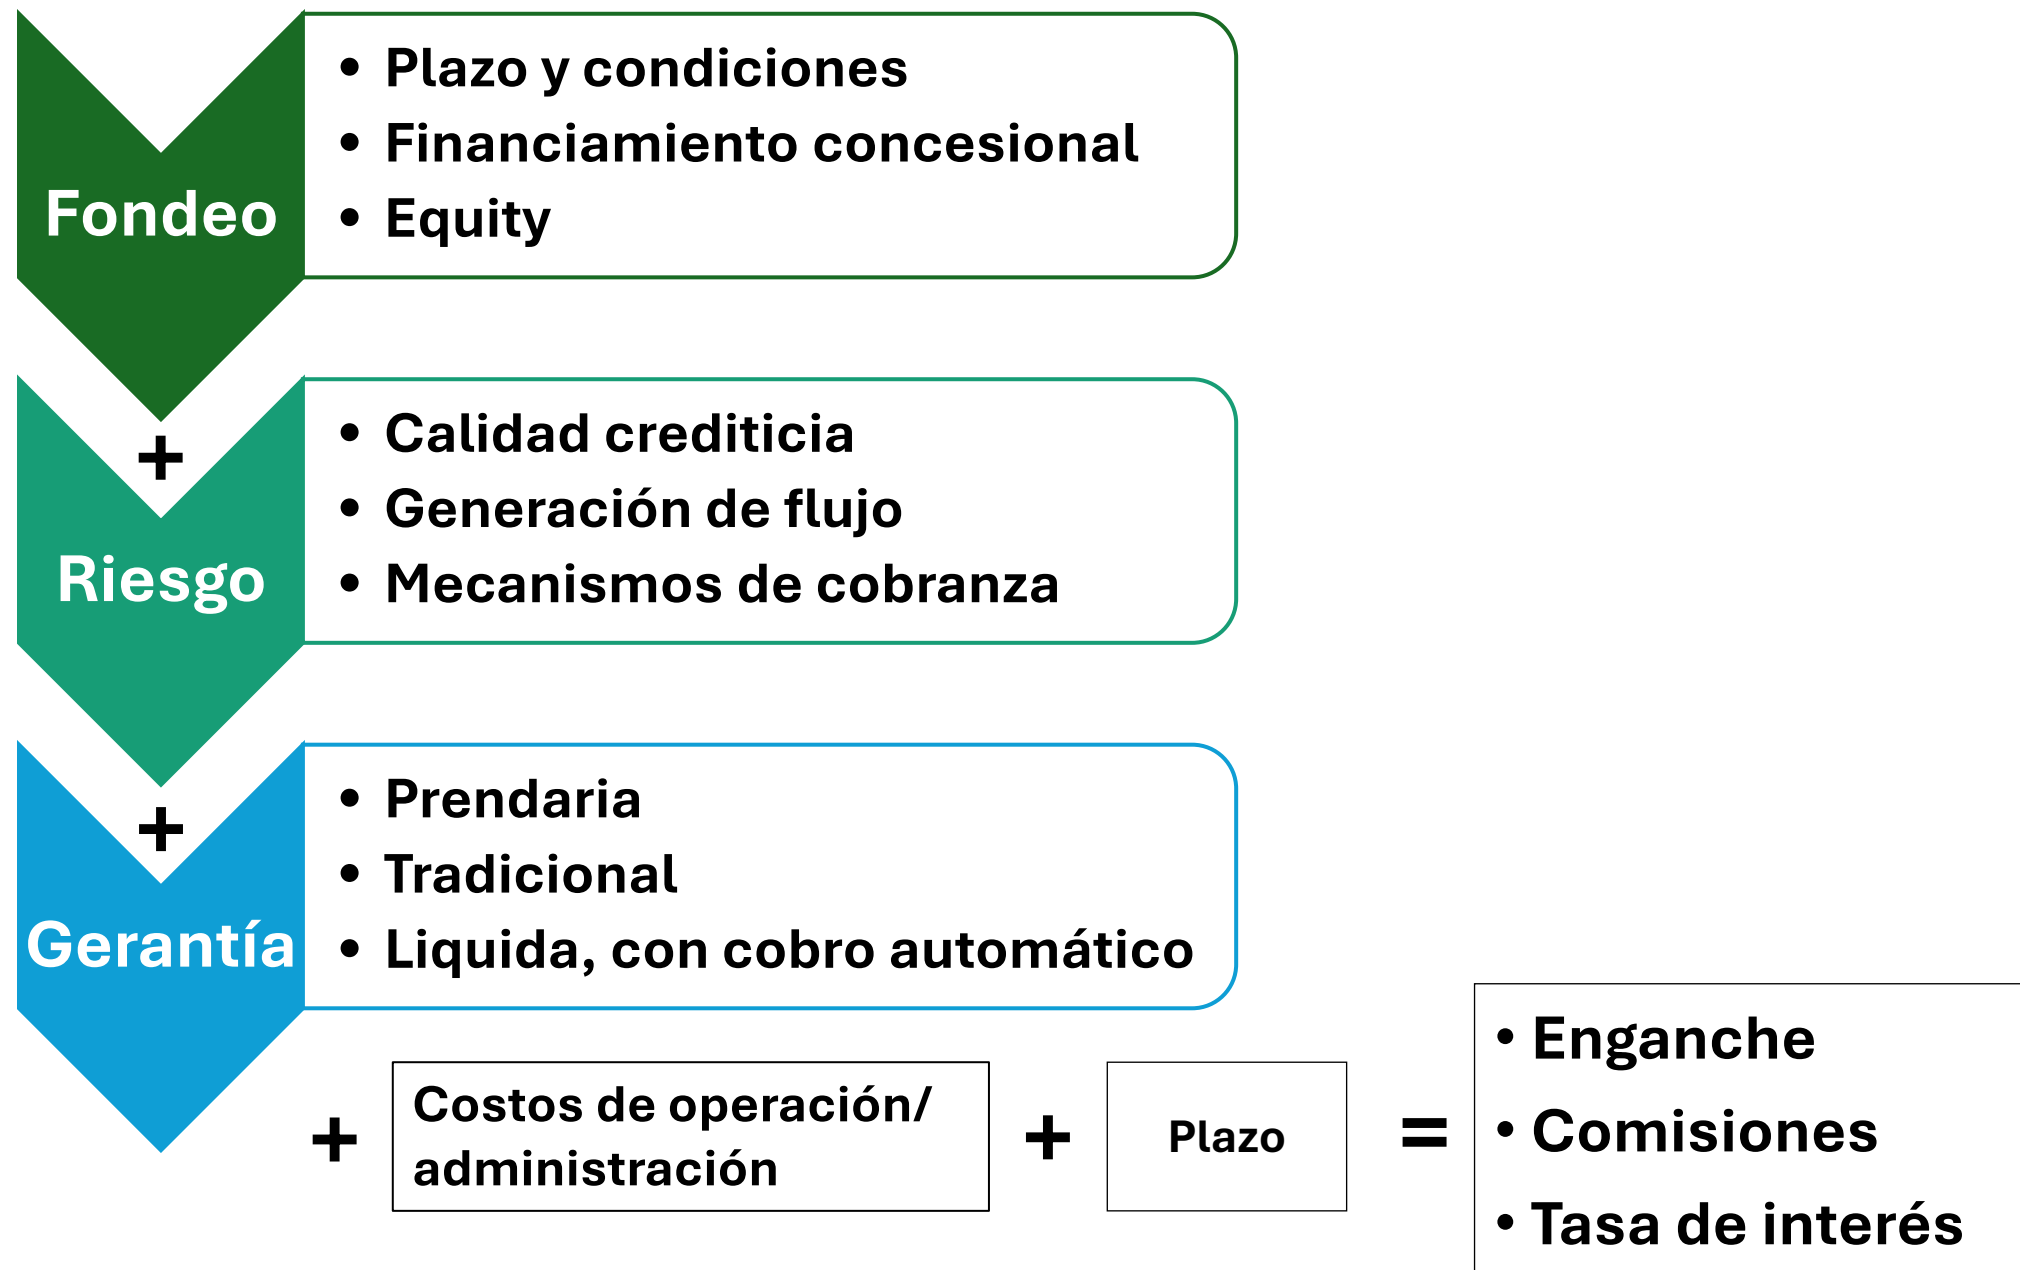 Fondeo
• Plazo y condiciones
• Financiamiento concesional
• Equity
+
Riesgo
• Calidad crediticia
• Generación de flujo
• Mecanismos de cobranza
+
Gerantía
• Prendaria
• Tradicional
• Liquida, con cobro automático
+
Costos de operación/
administración
+
Plazo
=
• Enganche
• Comisiones
• Tasa de interés